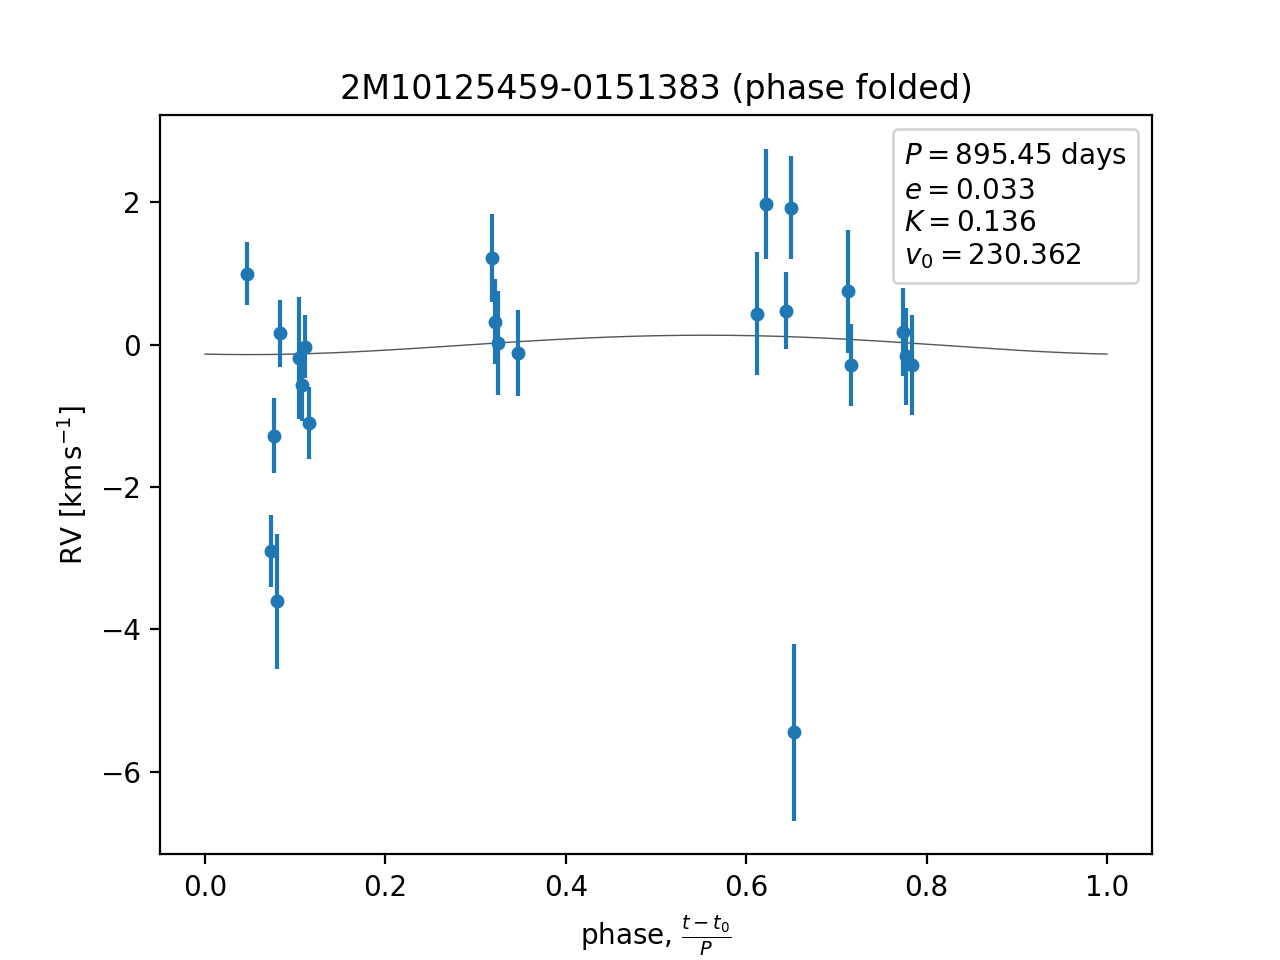 2M10125459-0151383 (phase folded)
P = 895.45 days
e = 0.033
K = 0.136
v₀ = 230.362
2
0
−2
−4
−6
RV [km s⁻¹]
0.0 0.2 0.4 0.6 0.8 1.0
phase, (t − t₀)/P